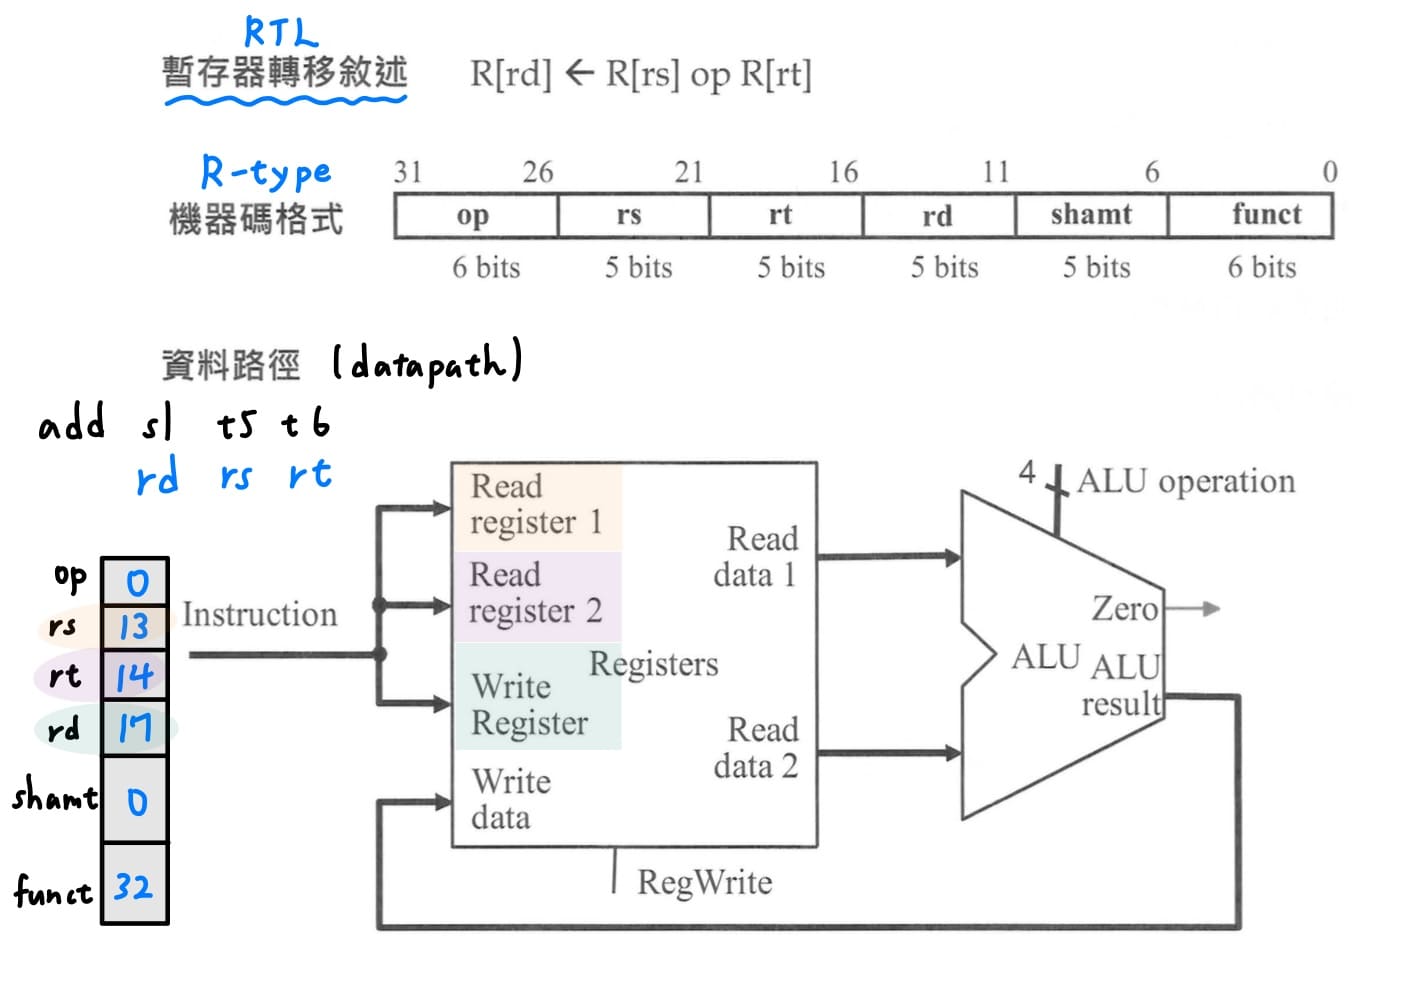 RTL
暫存器轉移敘述 R[rd] ← R[rs] op R[rt]
R-type
機器碼格式
31 26 21 16 11 6 0
op rs rt rd shamt funct
6 bits 5 bits 5 bits 5 bits 5 bits 6 bits
資料路徑 (datapath)
add s1 t5 t6
rd rs rt
op 0
rs 13
rt 14
rd 17
shamt 0
funct 32
Instruction
Read
register 1
Read
register 2
Write
Register
Write
data
Registers
Read
data 1
Read
data 2
RegWrite
4 ALU operation
Zero
ALU
ALU
result